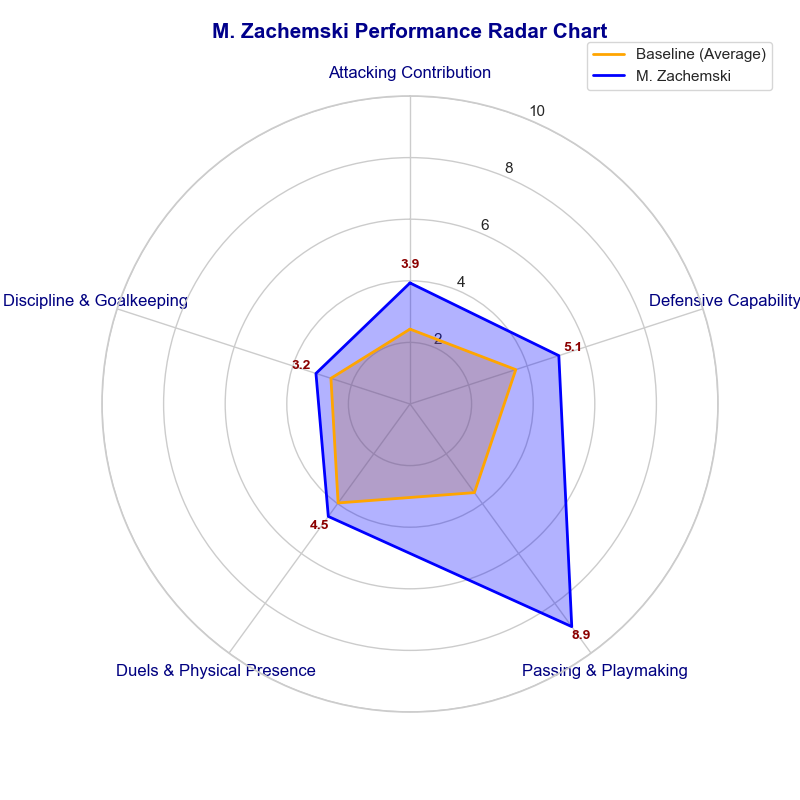 M. Zachemski Performance Radar Chart
Baseline (Average)
M. Zachemski
Attacking Contribution
10
8
6
3.9
4
Discipline & Goalkeeping
Defensive Capability
2
5.1
3.2
4.5
8.9
Duels & Physical Presence
Passing & Playmaking